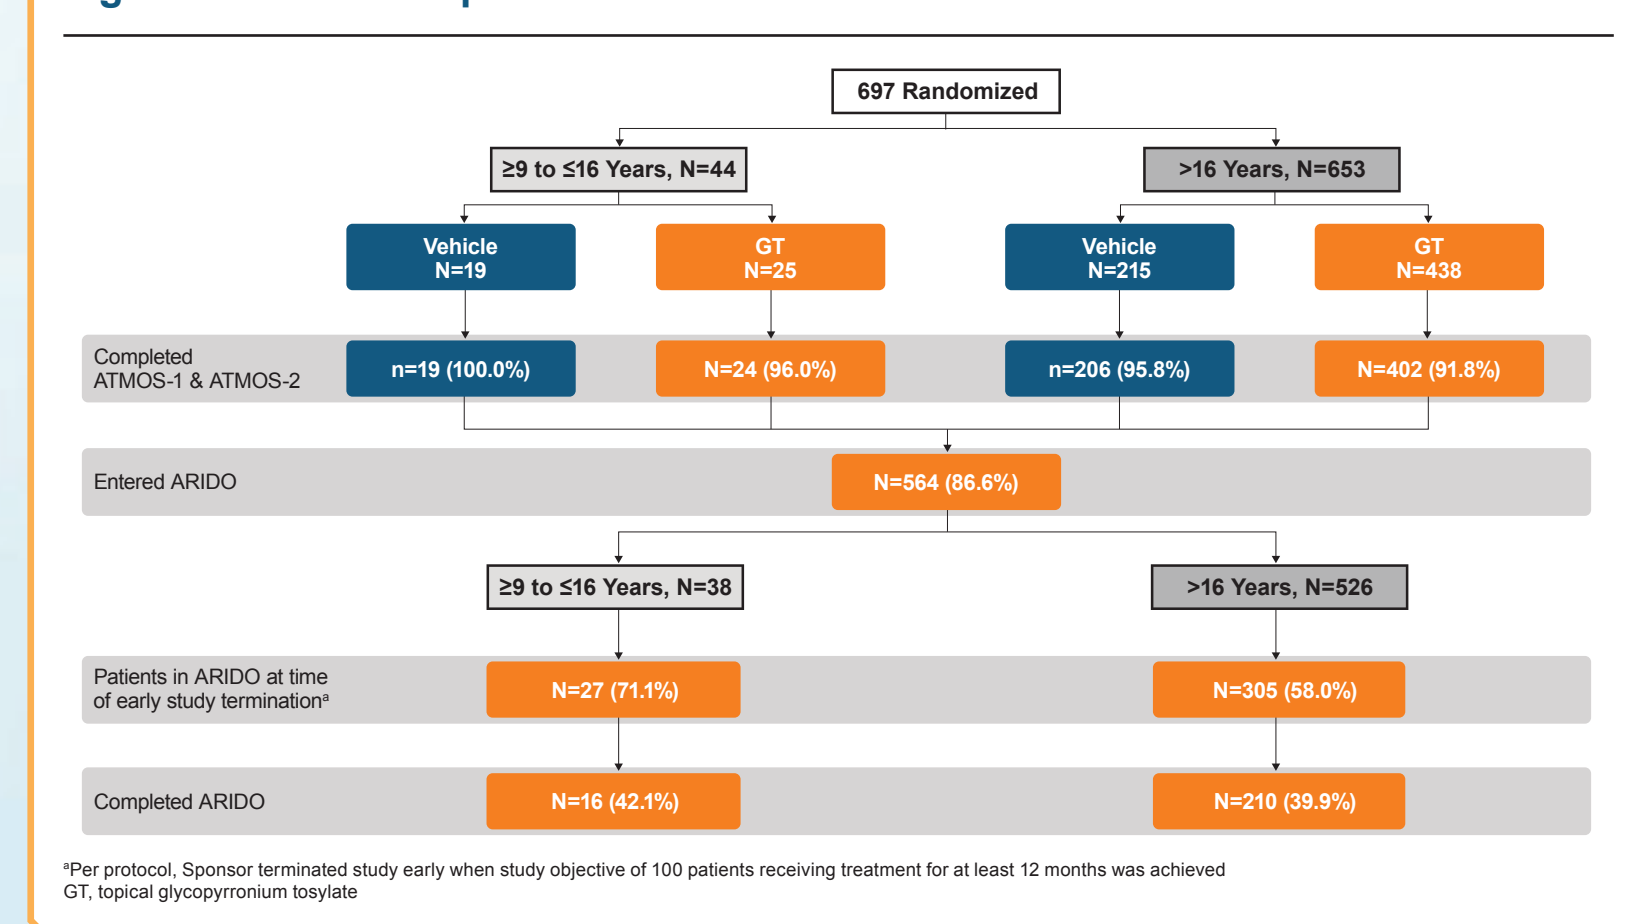 697 Randomized
≥9 to ≤16 Years, N=44
>16 Years, N=653
Vehicle
N=19
GT
N=25
Vehicle
N=215
GT
N=438
Completed
ATMOS-1 & ATMOS-2
n=19 (100.0%)
N=24 (96.0%)
n=206 (95.8%)
N=402 (91.8%)
Entered ARIDO
N=564 (86.6%)
≥9 to ≤16 Years, N=38
>16 Years, N=526
Patients in ARIDO at time
of early study terminationᵃ
N=27 (71.1%)
N=305 (58.0%)
Completed ARIDO
N=16 (42.1%)
N=210 (39.9%)
ᵃPer protocol, Sponsor terminated study early when study objective of 100 patients receiving treatment for at least 12 months was achieved
GT, topical glycopyrronium tosylate